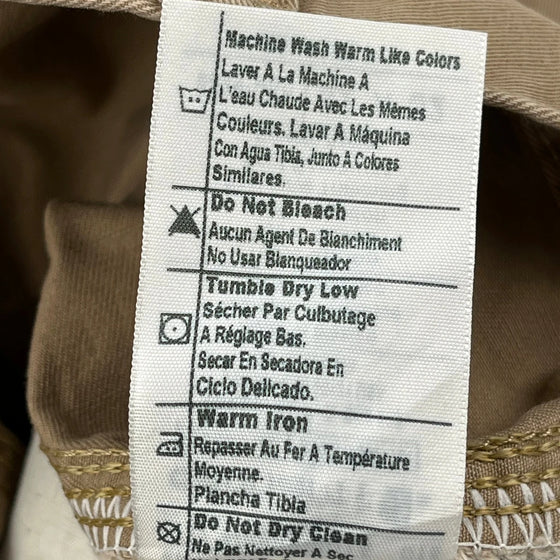 Machine Wash Warm Like Colors
Laver A La Machine A
L'eau Chaude Avec Les Mêmes
Couleurs. Lavar A Máquina
Con Agua Tibia, Junto A Colores
Similares.
Do Not Bleach
Aucun Agent De Blanchiment
No Usar Blanqueador
Tumble Dry Low
Sécher Par Culbutage
A Réglage Bas.
Secar En Secadora En
Ciclo Delicado.
Warm Iron
Repasser Au Fer A Température
Moyenne.
Plancha Tibia
Do Not Dry Clean
Ne Pas Nettoyer A Sec